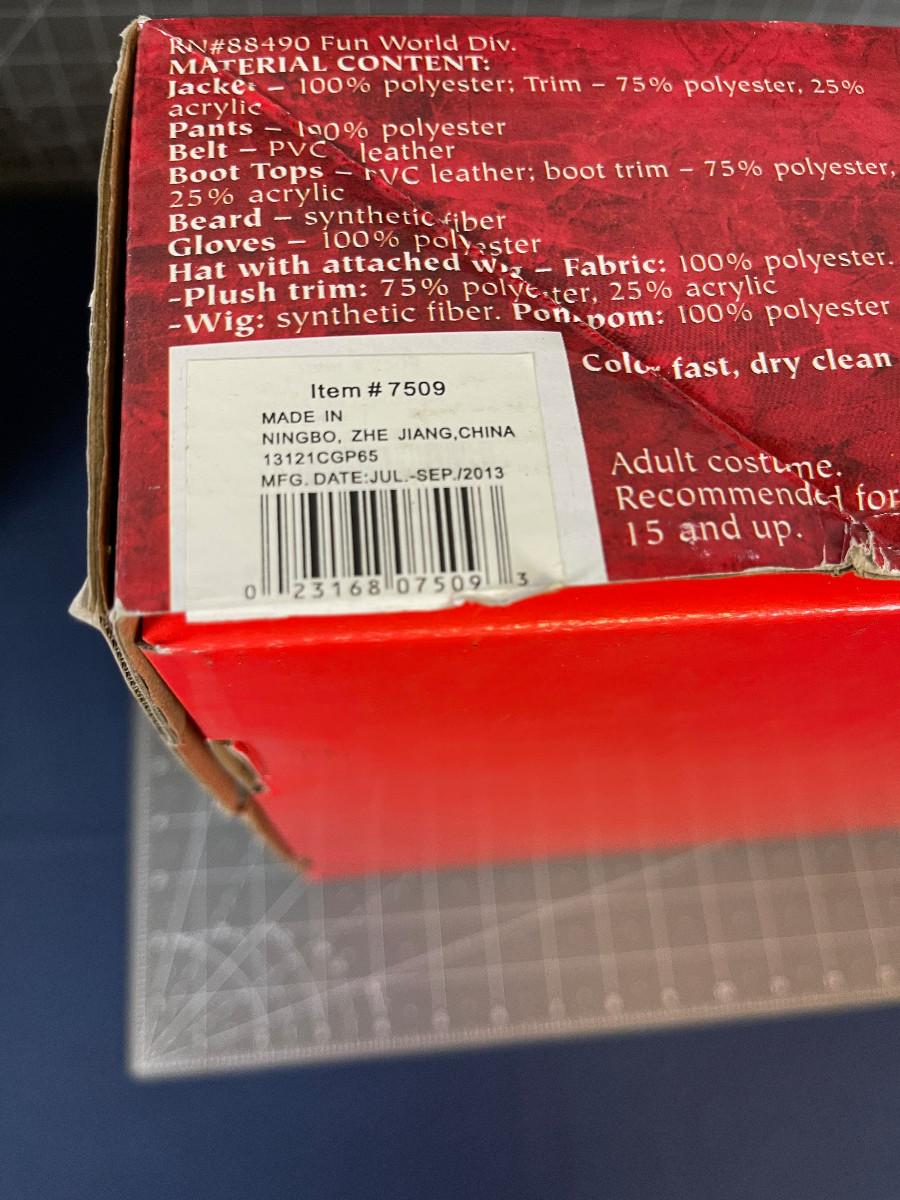 RN#88490 Fun World Div.
MATERIAL CONTENT:
Jacket – 100% polyester; Trim – 75% polyester, 25%
acrylic
Pants – 100% polyester
Belt – PVC leather
Boot Tops – PVC leather; boot trim – 75% polyester,
25% acrylic
Beard – synthetic fiber
Gloves – 100% polyester
Hat with attached wig – Fabric: 100% polyester.
-Plush trim: 75% polyester, 25% acrylic
-Wig: synthetic fiber. Pom-pom: 100% polyester
Color fast, dry clean
Item # 7509
MADE IN
NINGBO, ZHE JIANG,CHINA
13121CGP65
MFG. DATE:JUL.-SEP./2013
0 23168 07509 3
Adult costume.
Recommended for
15 and up.